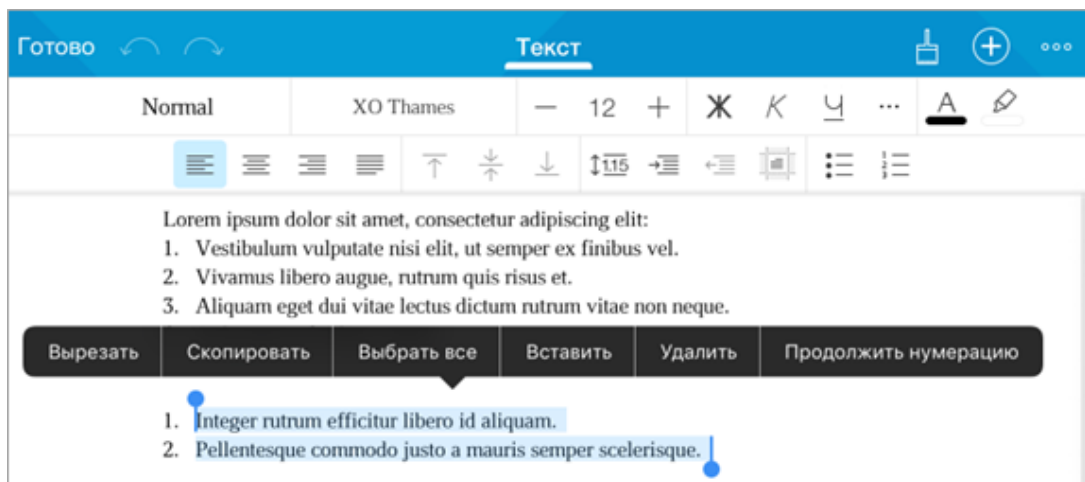 Готово Текст
Normal XO Thames — 12 + Ж К Ч ... А
1.15
Lorem ipsum dolor sit amet, consectetur adipiscing elit:
1. Vestibulum vulputate nisi elit, ut semper ex finibus vel.
2. Vivamus libero augue, rutrum quis risus et.
3. Aliquam eget dui vitae lectus dictum rutrum vitae non neque.
Вырезать Скопировать Выбрать все Вставить Удалить Продолжить нумерацию
1. Integer rutrum efficitur libero id aliquam.
2. Pellentesque commodo justo a mauris semper scelerisque.